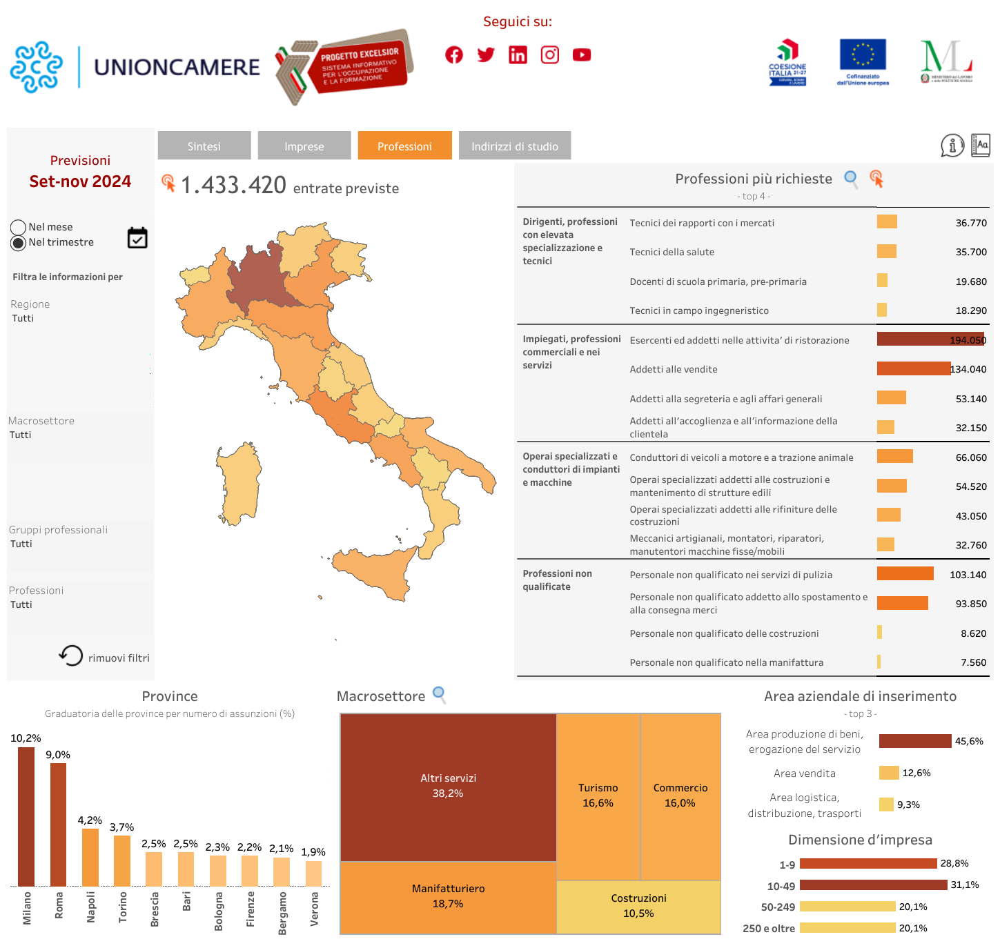 Seguici su:
UNIONCAMERE
PROGETTO EXCELSIOR
SISTEMA INFORMATIVO
PER L'OCCUPAZIONE
E LA FORMAZIONE
COESIONE
ITALIA 21-27
GIOVANI, DONNE
E LAVORO
Cofinanziato
dall'Unione europea
ML
MINISTERO del LAVORO
e delle POLITICHE SOCIALI
Sintesi
Imprese
Professioni
Indirizzi di studio
Aa
Previsioni
Set-nov 2024
Nel mese
Nel trimestre
Filtra le informazioni per
Regione
Tutti
Macrosettore
Tutti
Gruppi professionali
Tutti
Professioni
Tutti
rimuovi filtri
1.433.420 entrate previste
Professioni più richieste
- top 4 -
Dirigenti, professioni
con elevata
specializzazione e
tecnici
Tecnici dei rapporti con i mercati 36.770
Tecnici della salute 35.700
Docenti di scuola primaria, pre-primaria 19.680
Tecnici in campo ingegneristico 18.290
Impiegati, professioni
commerciali e nei
servizi
Esercenti ed addetti nelle attivita' di ristorazione 194.050
Addetti alle vendite 134.040
Addetti alla segreteria e agli affari generali 53.140
Addetti all'accoglienza e all'informazione della
clientela 32.150
Operai specializzati e
conduttori di impianti
e macchine
Conduttori di veicoli a motore e a trazione animale 66.060
Operai specializzati addetti alle costruzioni e
mantenimento di strutture edili 54.520
Operai specializzati addetti alle rifiniture delle
costruzioni 43.050
Meccanici artigianali, montatori, riparatori,
manutentori macchine fisse/mobili 32.760
Professioni non
qualificate
Personale non qualificato nei servizi di pulizia 103.140
Personale non qualificato addetto allo spostamento e
alla consegna merci 93.850
Personale non qualificato delle costruzioni 8.620
Personale non qualificato nella manifattura 7.560
Province
Graduatoria delle province per numero di assunzioni (%)
10,2%
9,0%
4,2%
3,7%
2,5%
2,5%
2,3%
2,2%
2,1%
1,9%
Milano
Roma
Napoli
Torino
Brescia
Bari
Bologna
Firenze
Bergamo
Verona
Macrosettore
Altri servizi
38,2%
Turismo
16,6%
Commercio
16,0%
Manifatturiero
18,7%
Costruzioni
10,5%
Area aziendale di inserimento
- top 3 -
Area produzione di beni,
erogazione del servizio
45,6%
Area vendita
12,6%
Area logistica,
distribuzione, trasporti
9,3%
Dimensione d'impresa
1-9 28,8%
10-49 31,1%
50-249 20,1%
250 e oltre 20,1%